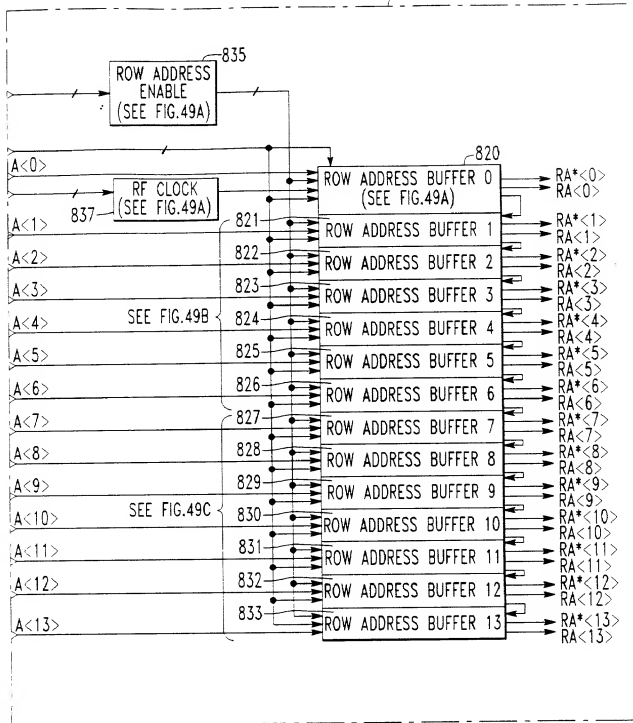 835
ROW ADDRESS
ENABLE
(SEE FIG.49A)
820
A<0>
ROW ADDRESS BUFFER 0
(SEE FIG.49A)
RA*<0>
RA<0>
RF CLOCK
(SEE FIG.49A)
837
A<1>
821
ROW ADDRESS BUFFER 1
RA*<1>
RA<1>
A<2>
822
ROW ADDRESS BUFFER 2
RA*<2>
RA<2>
A<3>
823
ROW ADDRESS BUFFER 3
RA*<3>
RA<3>
SEE FIG.49B
A<4>
824
ROW ADDRESS BUFFER 4
RA*<4>
RA<4>
A<5>
825
ROW ADDRESS BUFFER 5
RA*<5>
RA<5>
A<6>
826
ROW ADDRESS BUFFER 6
RA*<6>
RA<6>
A<7>
827
ROW ADDRESS BUFFER 7
RA*<7>
RA<7>
A<8>
828
ROW ADDRESS BUFFER 8
RA*<8>
RA<8>
A<9>
829
ROW ADDRESS BUFFER 9
RA*<9>
RA<9>
SEE FIG.49C
A<10>
830
ROW ADDRESS BUFFER 10
RA*<10>
RA<10>
A<11>
831
ROW ADDRESS BUFFER 11
RA*<11>
RA<11>
A<12>
832
ROW ADDRESS BUFFER 12
RA*<12>
RA<12>
A<13>
833
ROW ADDRESS BUFFER 13
RA*<13>
RA<13>